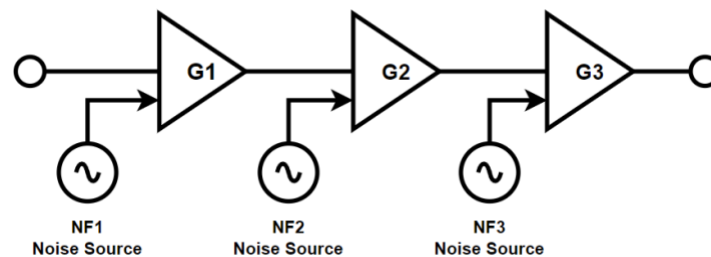 G1
G2
G3
NF1
Noise Source
NF2
Noise Source
NF3
Noise Source